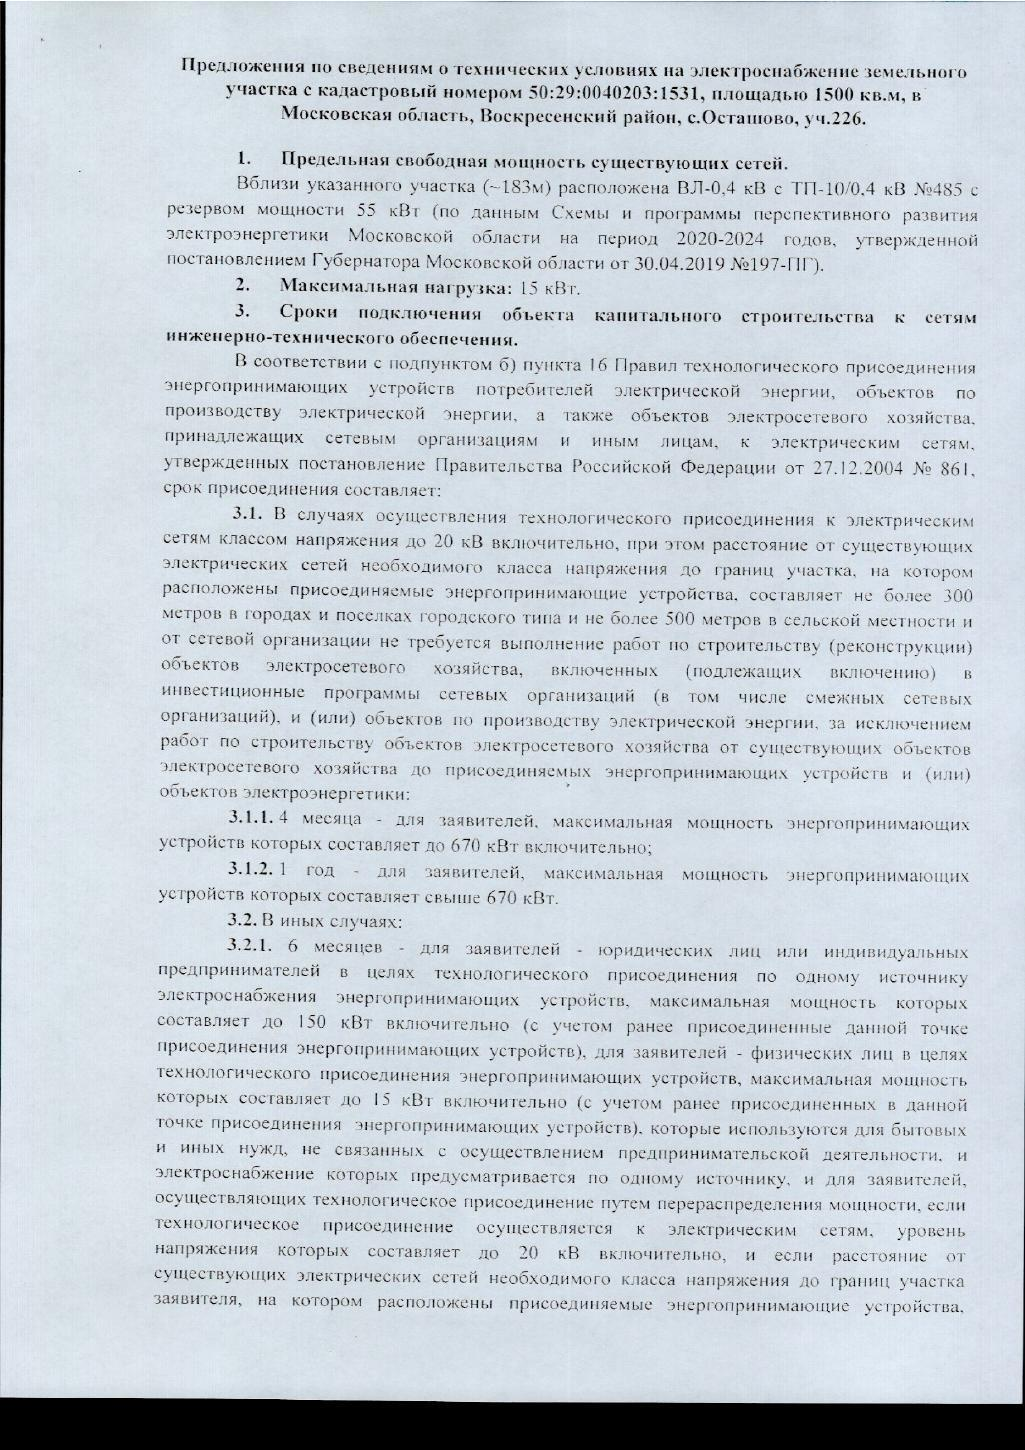 Предложения по сведениям о технических условиях на электроснабжение земельного
участка с кадастровый номером 50:29:0040203:1531, площадью 1500 кв.м, в
Московская область, Воскресенский район, с.Осташово, уч.226.
1. Предельная свободная мощность существующих сетей.
Вблизи указанного участка (~183м) расположена ВЛ-0,4 кВ с ТП-10/0,4 кВ №485 с
резервом мощности 55 кВт (по данным Схемы и программы перспективного развития
электроэнергетики Московской области на период 2020-2024 годов, утвержденной
постановлением Губернатора Московской области от 30.04.2019 №197-ПГ).
2. Максимальная нагрузка: 15 кВт.
3. Сроки подключения объекта капитального строительства к сетям
инженерно-технического обеспечения.
В соответствии с подпунктом б) пункта 16 Правил технологического присоединения
энергопринимающих устройств потребителей электрической энергии, объектов по
производству электрической энергии, а также объектов электросетевого хозяйства,
принадлежащих сетевым организациям и иным лицам, к электрическим сетям,
утвержденных постановление Правительства Российской Федерации от 27.12.2004 № 861,
срок присоединения составляет:
3.1. В случаях осуществления технологического присоединения к электрическим
сетям классом напряжения до 20 кВ включительно, при этом расстояние от существующих
электрических сетей необходимого класса напряжения до границ участка, на котором
расположены присоединяемые энергопринимающие устройства, составляет не более 300
метров в городах и поселках городского типа и не более 500 метров в сельской местности и
от сетевой организации не требуется выполнение работ по строительству (реконструкции)
объектов электросетевого хозяйства, включенных (подлежащих включению) в
инвестиционные программы сетевых организаций (в том числе смежных сетевых
организаций), и (или) объектов по производству электрической энергии, за исключением
работ по строительству объектов электросетевого хозяйства от существующих объектов
электросетевого хозяйства до присоединяемых энергопринимающих устройств и (или)
объектов электроэнергетики:
3.1.1. 4 месяца - для заявителей, максимальная мощность энергопринимающих
устройств которых составляет до 670 кВт включительно;
3.1.2. 1 год - для заявителей, максимальная мощность энергопринимающих
устройств которых составляет свыше 670 кВт.
3.2. В иных случаях:
3.2.1. 6 месяцев - для заявителей - юридических лиц или индивидуальных
предпринимателей в целях технологического присоединения по одному источнику
электроснабжения энергопринимающих устройств, максимальная мощность которых
составляет до 150 кВт включительно (с учетом ранее присоединенные данной точке
присоединения энергопринимающих устройств), для заявителей - физических лиц в целях
технологического присоединения энергопринимающих устройств, максимальная мощность
которых составляет до 15 кВт включительно (с учетом ранее присоединенных в данной
точке присоединения энергопринимающих устройств), которые используются для бытовых
и иных нужд, не связанных с осуществлением предпринимательской деятельности, и
электроснабжение которых предусматривается по одному источнику, и для заявителей,
осуществляющих технологическое присоединение путем перераспределения мощности, если
технологическое присоединение осуществляется к электрическим сетям, уровень
напряжения которых составляет до 20 кВ включительно, и если расстояние от
существующих электрических сетей необходимого класса напряжения до границ участка
заявителя, на котором расположены присоединяемые энергопринимающие устройства,